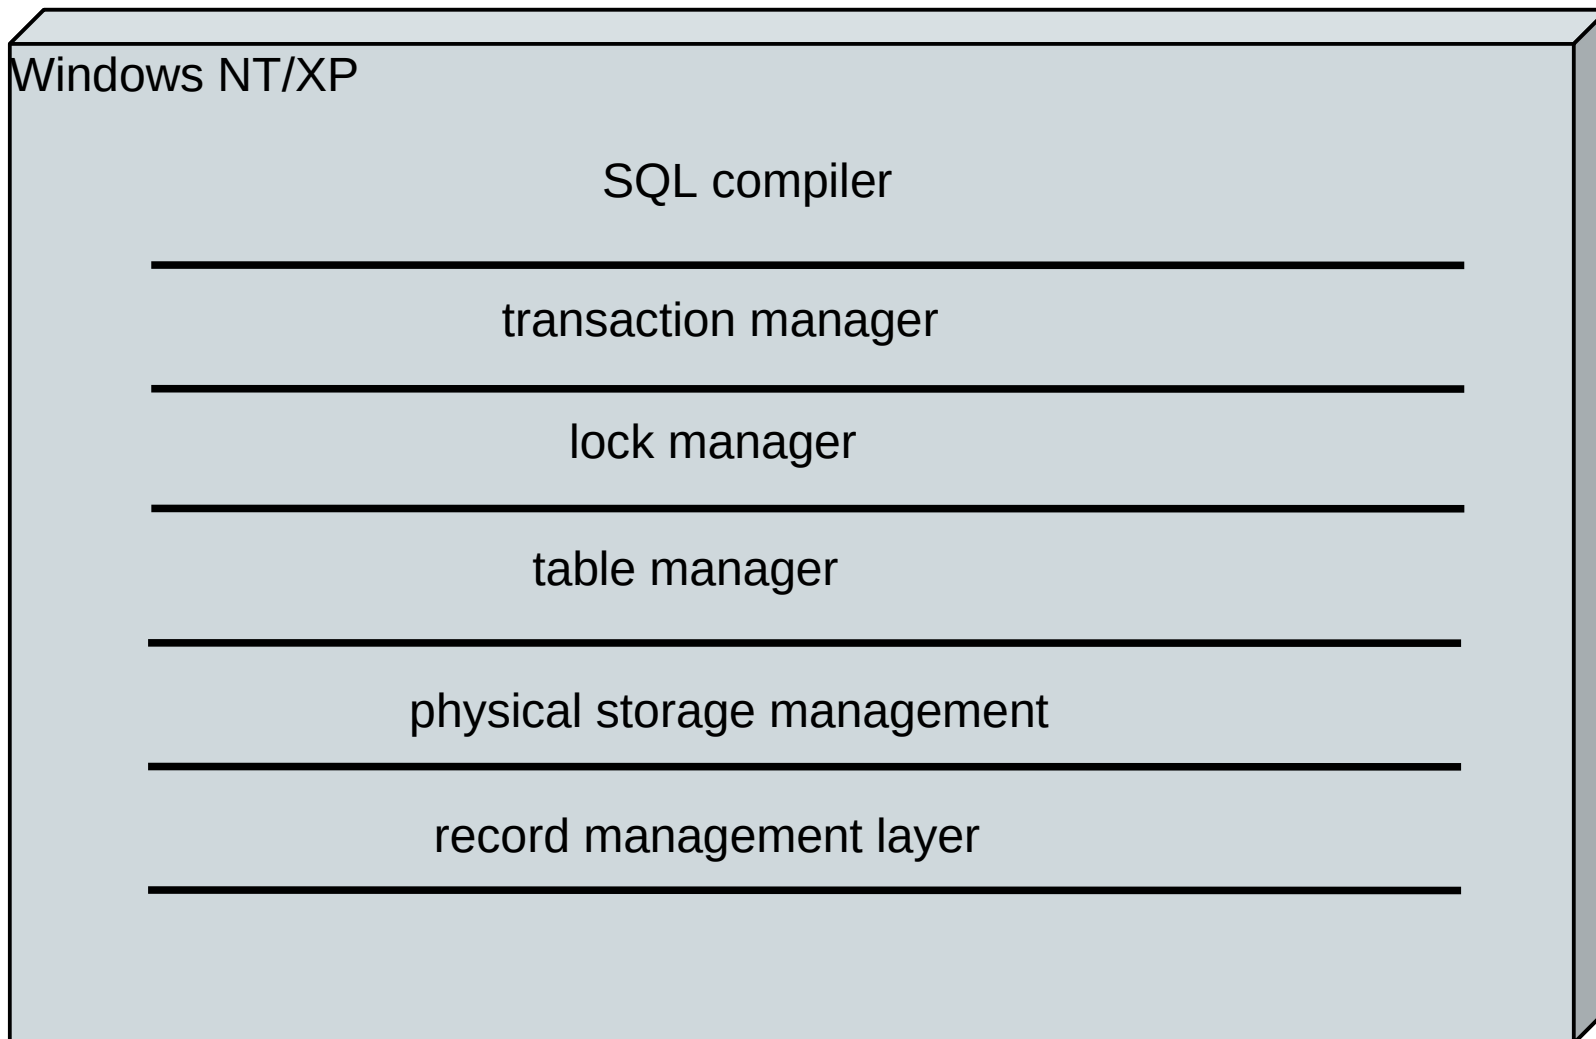 Windows NT/XP
SQL compiler
transaction manager
lock manager
table manager
physical storage management
record management layer